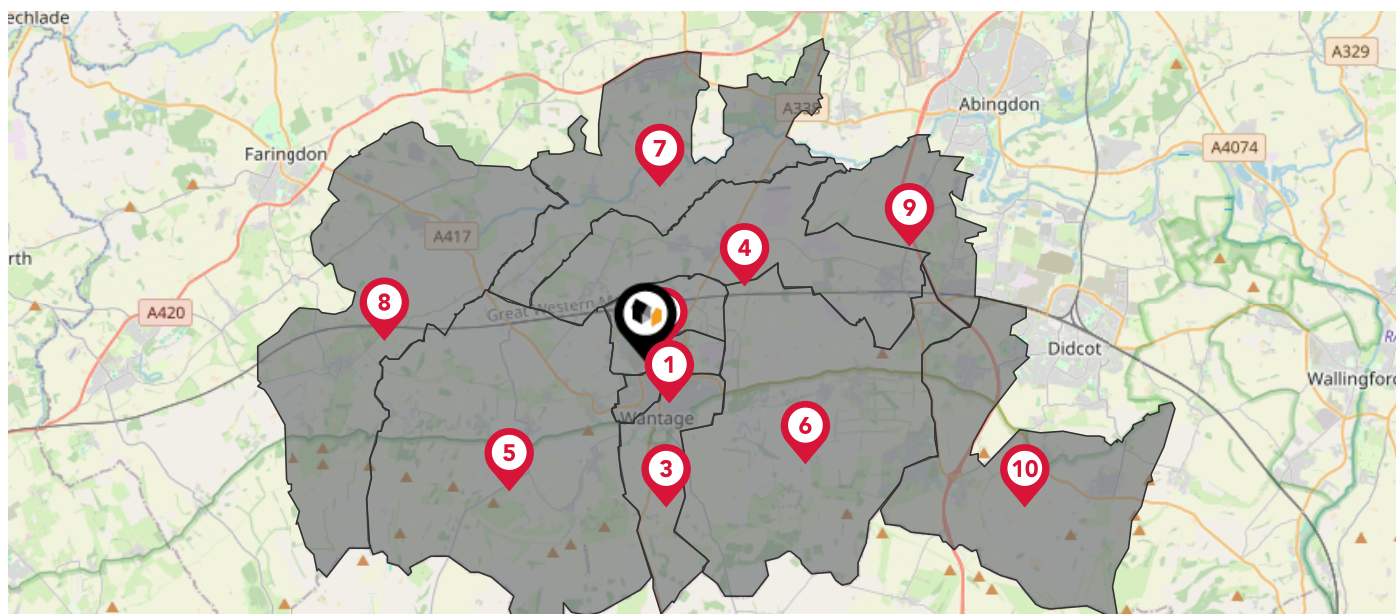 echlade
A329
A338
Abingdon
A4074
7
Faringdon
9
A417
4
rth
8
Great Western M
A420
Didcot
1
Wallingford
Wantage
6
5
3
10